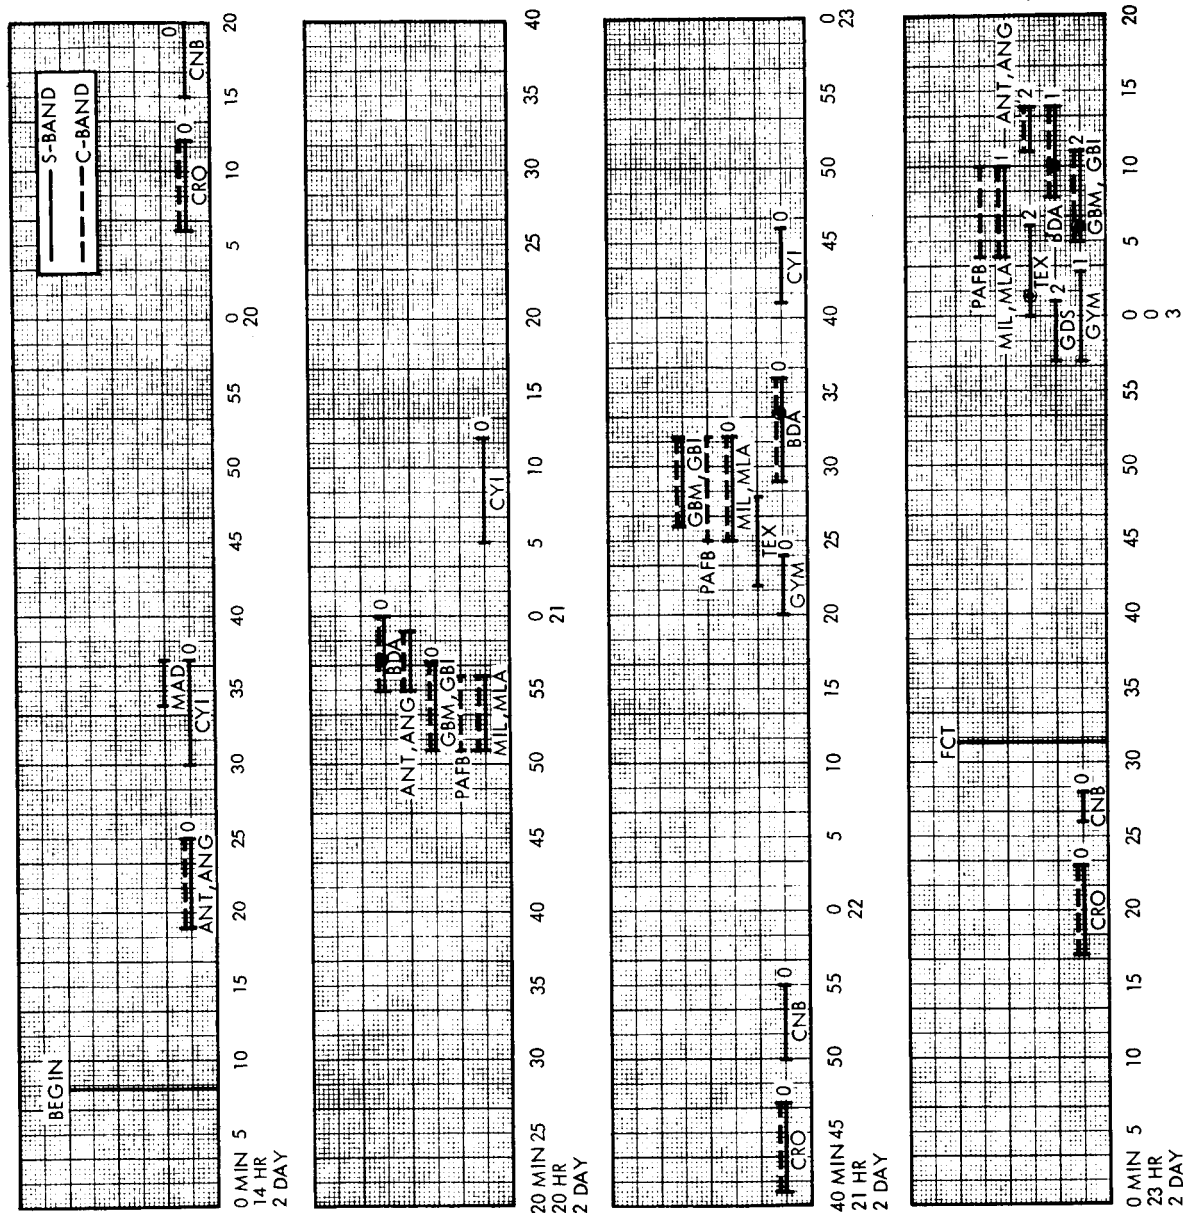 S-BAND
C-BAND
BEGIN
ANT,ANG
0
MAD
CYI
0
CRO
0
CNB
0
0 MIN 5 10 15 20 25 30 35 40 45 50 55 0 5 10 15 20
14 HR 20
2 DAY
ANT,ANG
BDA
0
GBM,GBI
0
PAFB
MIL,MLA
CYI
0
20 MIN 25 30 35 40 45 50 55 0 5 10 15 20 25 30 35 40
20 HR 21
2 DAY
CRO
0
CNB
0
GYM
0
TEX
PAFB
GBM,GBI
MIL,MLA
0
BDA
0
CYI
0
40 MIN 45 50 55 0 5 10 15 20 25 30 35 40 45 50 55 0
21 HR 22 23
2 DAY
CRO
0
CNB
0
FCT
PAFB
MIL,MLA
1
ANT,ANG
2
TEX
2
BDA
1
GDS
2
GYM
1
GBM, GBI
2
0 MIN 5 10 15 20 25 30 35 40 45 50 55 0 5 10 15 20
23 HR 0
2 DAY 3